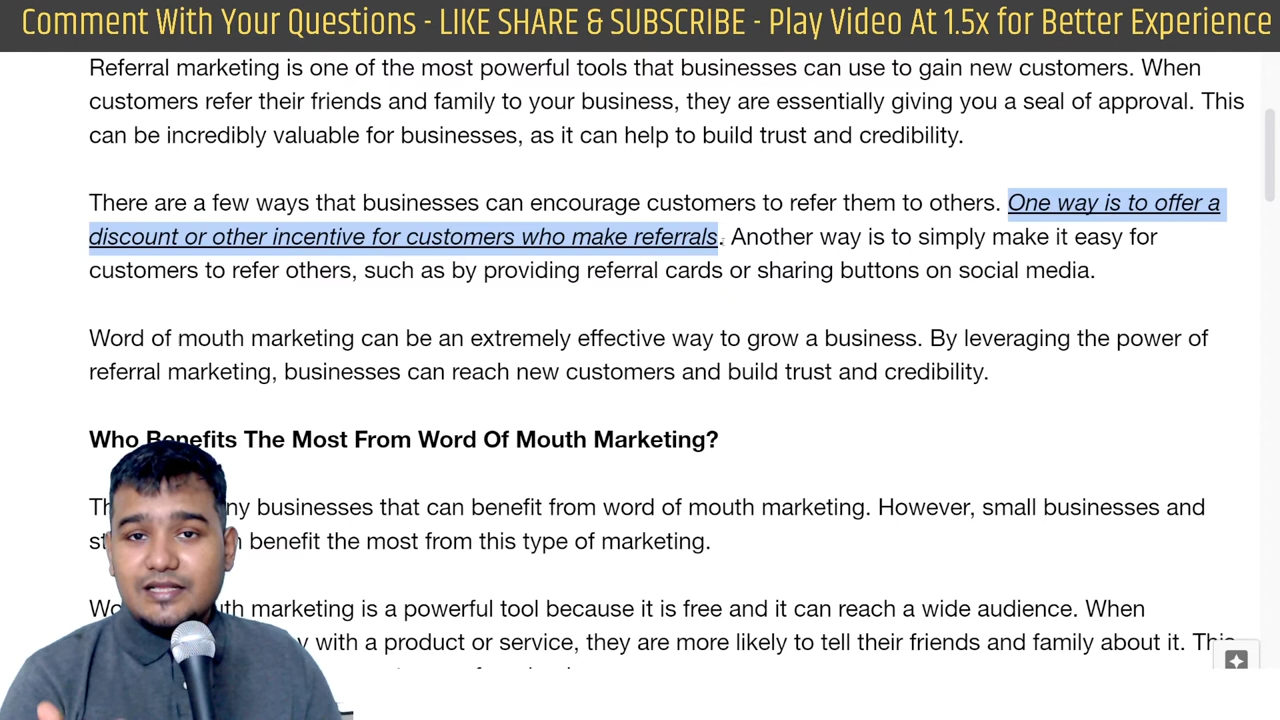 Comment With Your Questions - LIKE SHARE & SUBSCRIBE - Play Video At 1.5x for Better Experience
Referral marketing is one of the most powerful tools that businesses can use to gain new customers. When
customers refer their friends and family to your business, they are essentially giving you a seal of approval. This
can be incredibly valuable for businesses, as it can help to build trust and credibility.
There are a few ways that businesses can encourage customers to refer them to others. One way is to offer a
discount or other incentive for customers who make referrals. Another way is to simply make it easy for
customers to refer others, such as by providing referral cards or sharing buttons on social media.
Word of mouth marketing can be an extremely effective way to grow a business. By leveraging the power of
referral marketing, businesses can reach new customers and build trust and credibility.
Who Benefits The Most From Word Of Mouth Marketing?
businesses that can benefit from word of mouth marketing. However, small businesses and
benefit the most from this type of marketing.
marketing is a powerful tool because it is free and it can reach a wide audience. When
with a product or service, they are more likely to tell their friends and family about it. This